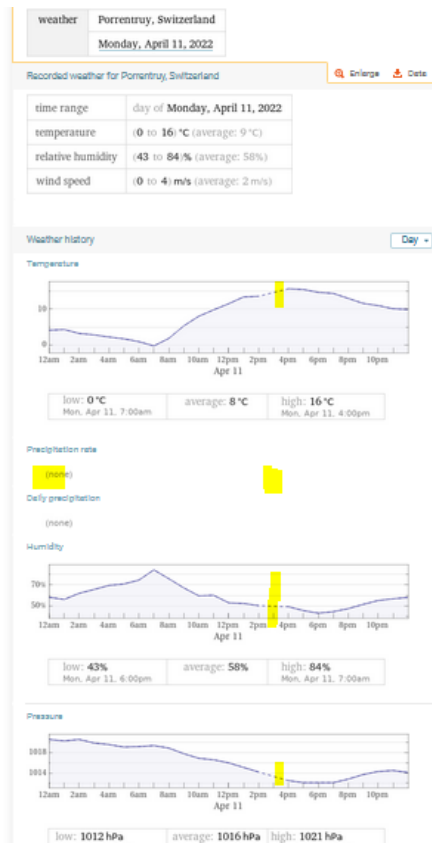 weather Porrentruy, Switzerland
Monday, April 11, 2022
Recorded weather for Porrentruy, Switzerland Enlarge Data
time range day of Monday, April 11, 2022
temperature (0 to 16) °C (average: 9 °C)
relative humidity (43 to 84)% (average: 58%)
wind speed (0 to 4) m/s (average: 2 m/s)
Weather history Day
Temperature
10
0
12am 2am 4am 6am 8am 10am 12pm 2pm 4pm 6pm 8pm 10pm
Apr 11
low: 0 °C average: 8 °C high: 16 °C
Mon, Apr 11, 7:00am Mon, Apr 11, 4:00pm
Precipitation rate
(none)
Daily precipitation
(none)
Humidity
70%
50%
12am 2am 4am 6am 8am 10am 12pm 2pm 4pm 6pm 8pm 10pm
Apr 11
low: 43% average: 58% high: 84%
Mon, Apr 11, 6:00pm Mon, Apr 11, 7:00am
Pressure
1018
1014
12am 2am 4am 6am 8am 10am 12pm 2pm 4pm 6pm 8pm 10pm
Apr 11
low: 1012 hPa average: 1016 hPa high: 1021 hPa